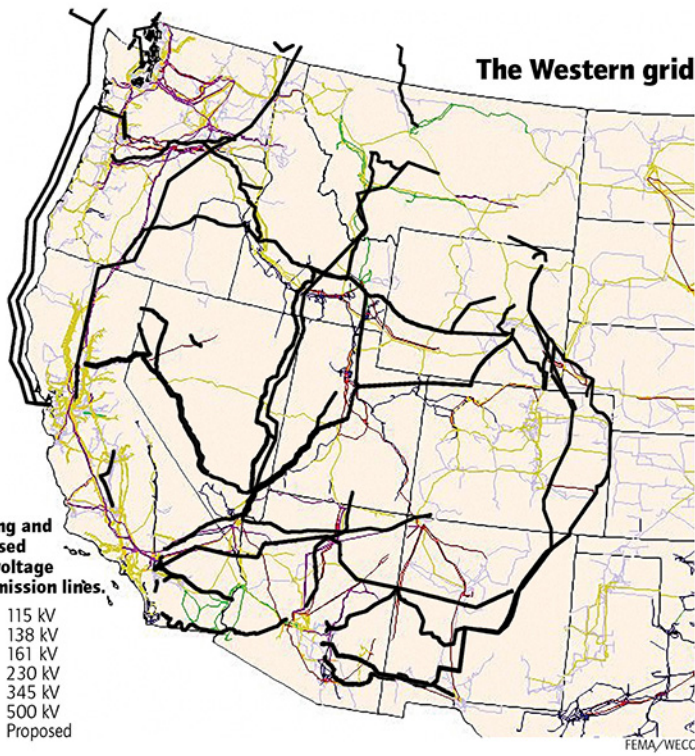 The Western grid
ng and
sed
voltage
mission lines.
115 kV
138 kV
161 kV
230 kV
345 kV
500 kV
Proposed
FEMA/WECC